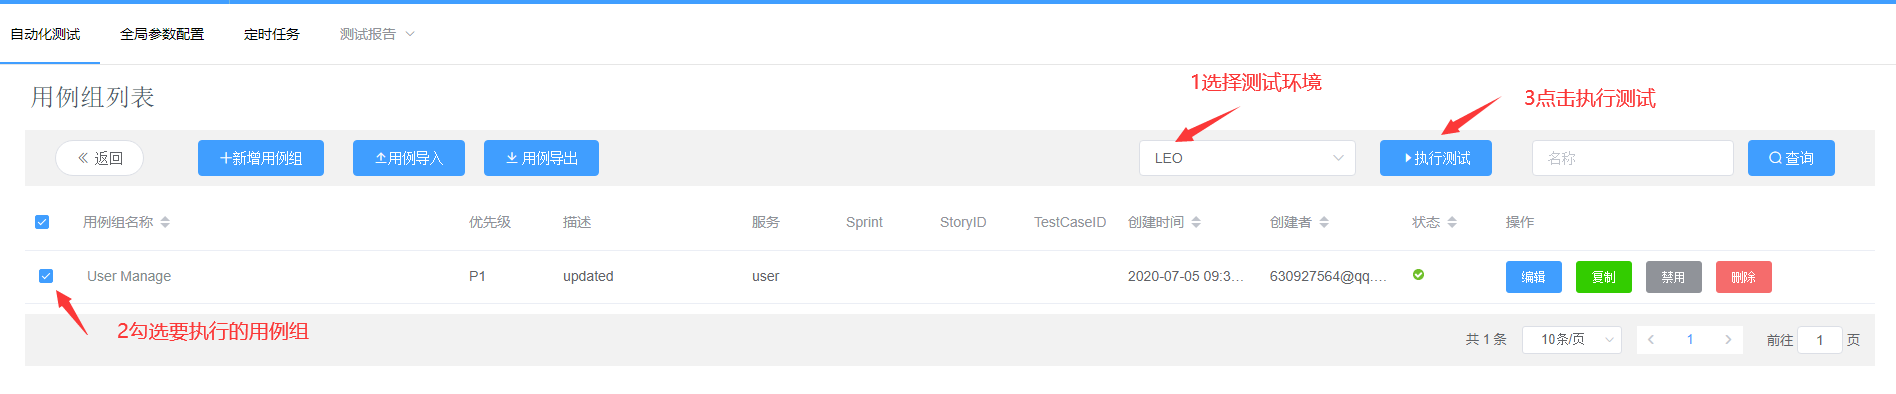 自动化测试 全局参数配置 定时任务 测试报告
1选择测试环境
用例组列表
3点击执行测试
返回 +新增用例组 用例导入 用例导出 LEO 执行测试 名称 查询
用例组名称 优先级 描述 服务 Sprint StoryID TestCaseID 创建时间 创建者 状态 操作
User Manage P1 updated user 2020-07-05 09:3... 630927564@qq.... 编辑 复制 禁用 删除
2勾选要执行的用例组
共 1 条 10条/页 1 前往 1 页